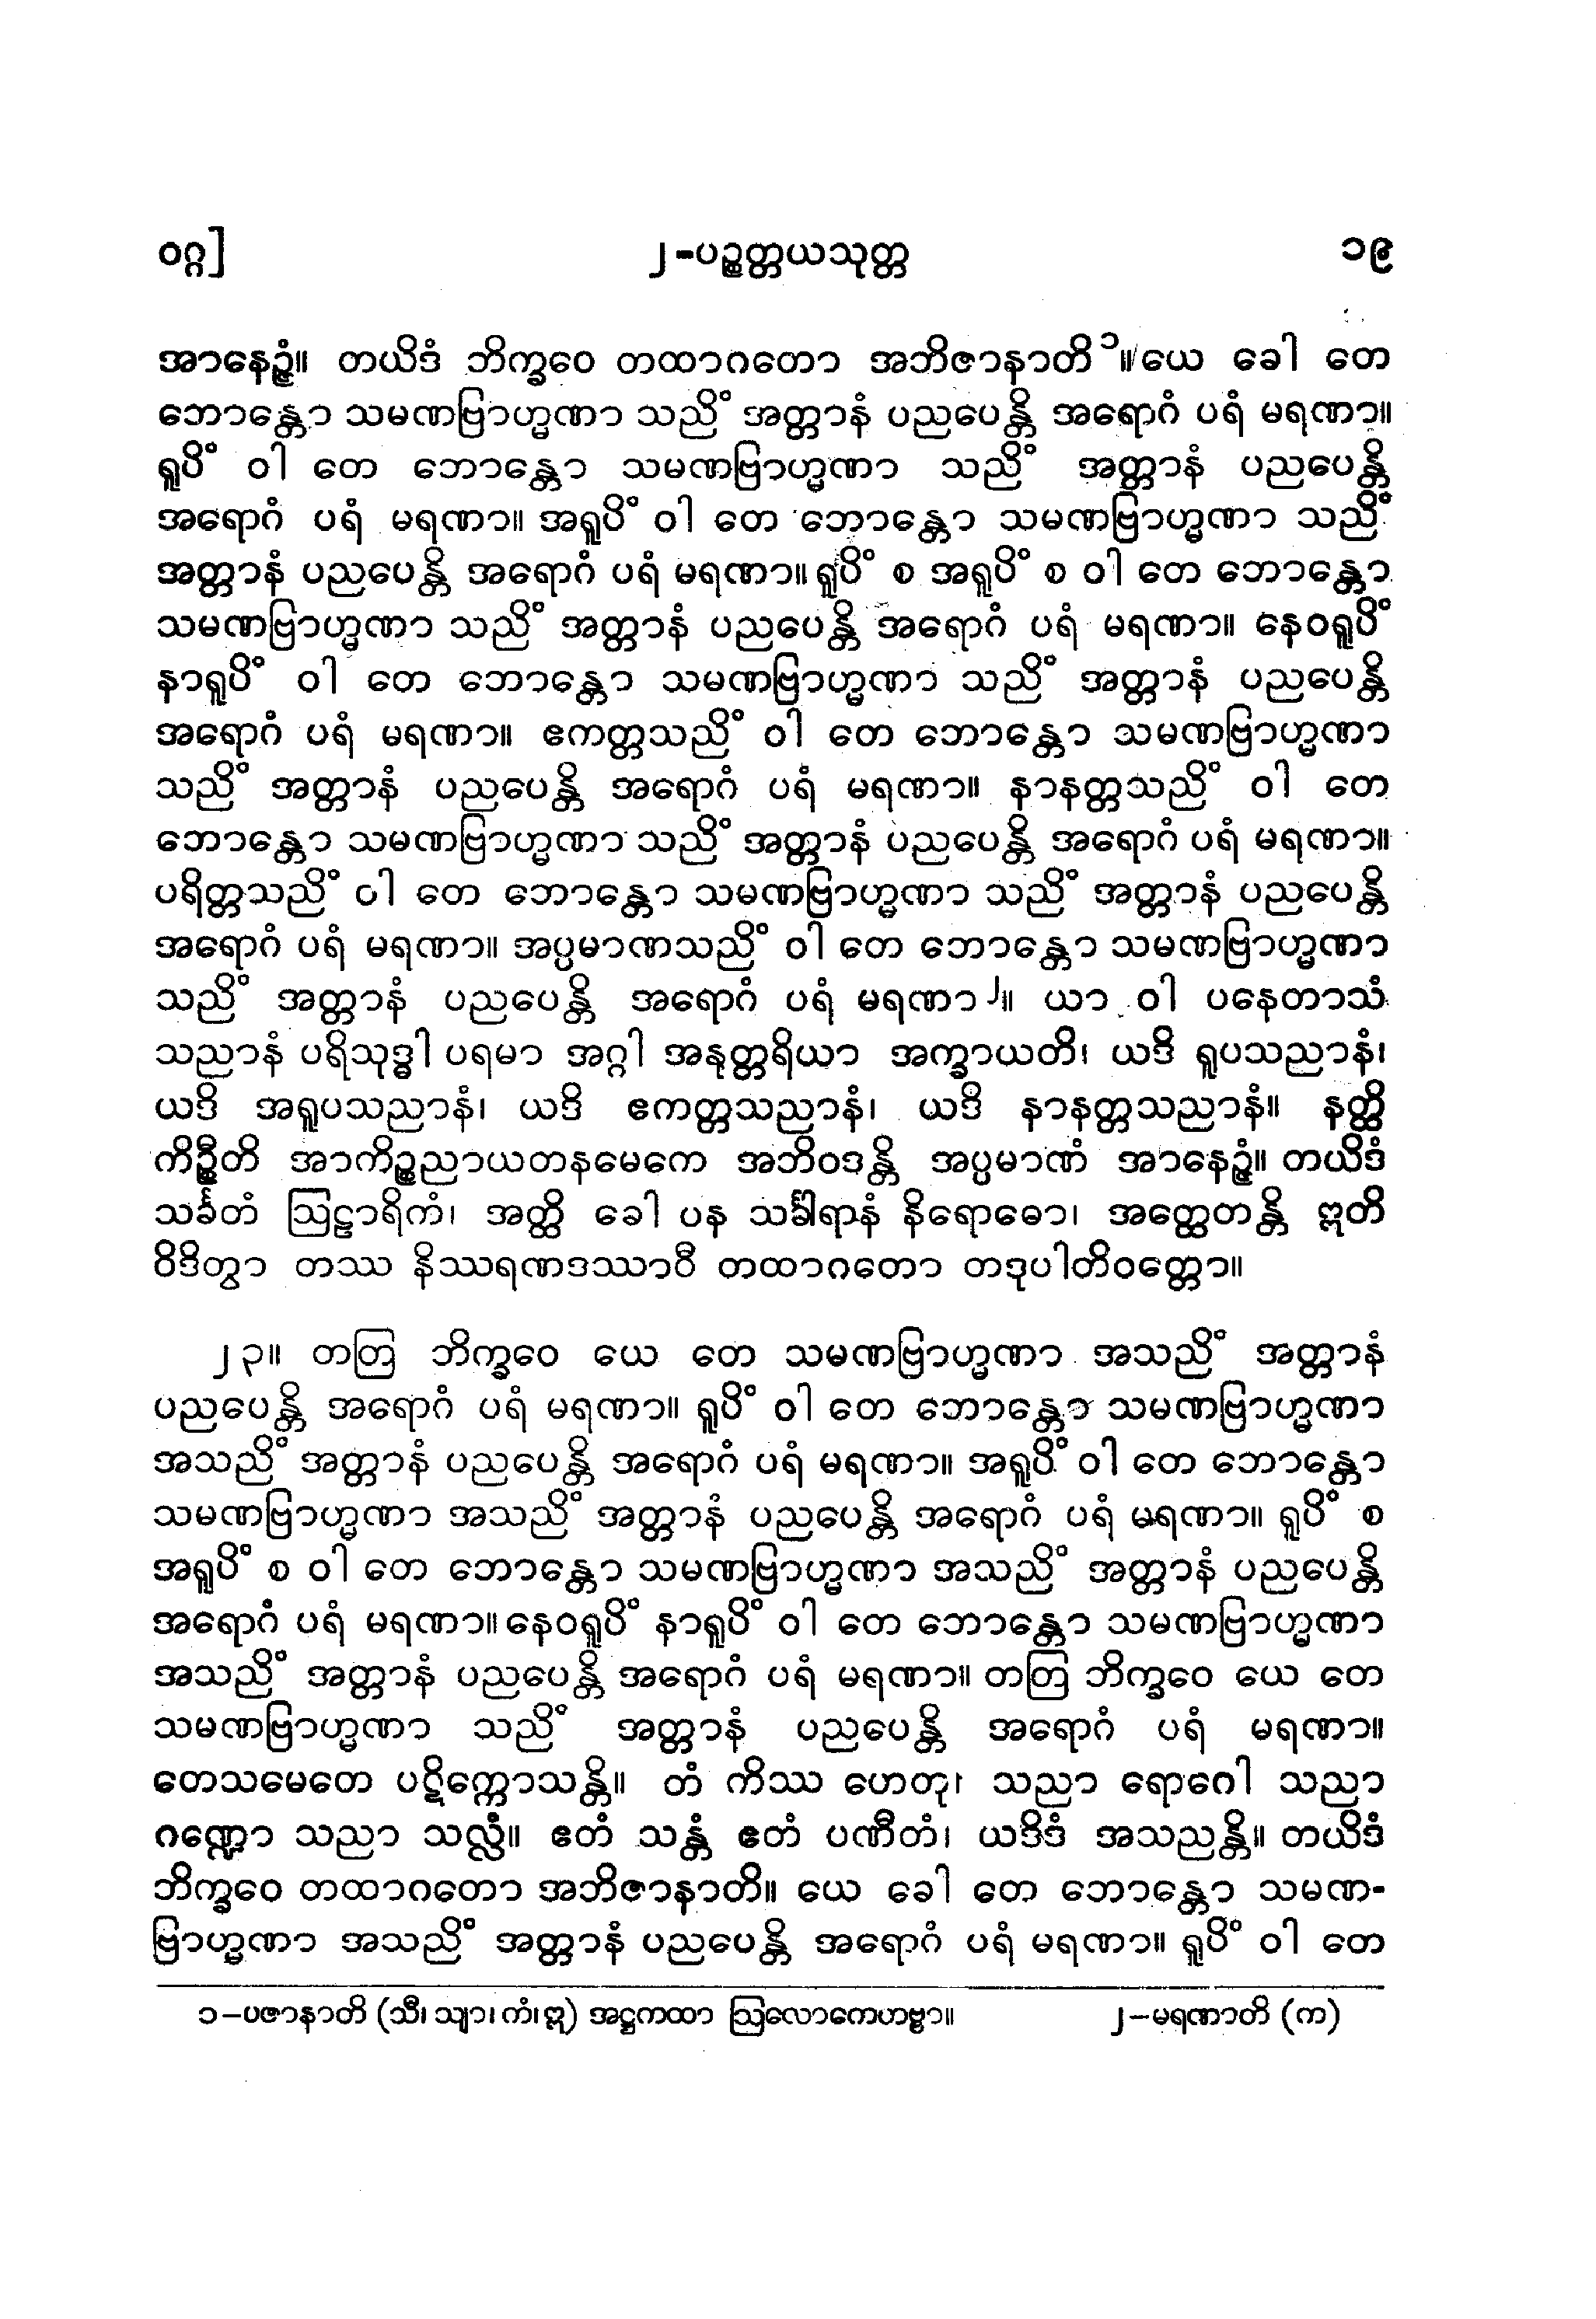 ဝဂ္ဂ]
၂-ပဉ္စတ္တယသုတ္တ
၁၉
အာနေဉ္ဇံ။ တယိဒံ ဘိက္ခဝေ တထာဂတော အဘိဇာနာတိ၁။ ယေ ခေါ တေ
ဘောန္တော သမဏဗြာဟ္မဏာ သညိံ အတ္တာနံ ပညပေန္တိ အရောဂံ ပရံ မရဏာ။
ရူပိံ ဝါ တေ ဘောန္တော သမဏဗြာဟ္မဏာ သညိံ အတ္တာနံ ပညပေန္တိ
အရောဂံ ပရံ မရဏာ။ အရူပိံ ဝါ တေ ဘောန္တော သမဏဗြာဟ္မဏာ သညိံ
အတ္တာနံ ပညပေန္တိ အရောဂံ ပရံ မရဏာ။ ရူပိံ စ အရူပိံ စ ဝါ တေ ဘောန္တော
သမဏဗြာဟ္မဏာ သညိံ အတ္တာနံ ပညပေန္တိ အရောဂံ ပရံ မရဏာ။ နေဝရူပိံ
နာရူပိံ ဝါ တေ ဘောန္တော သမဏဗြာဟ္မဏာ သညိံ အတ္တာနံ ပညပေန္တိ
အရောဂံ ပရံ မရဏာ။ ဧကတ္တသညိံ ဝါ တေ ဘောန္တော သမဏဗြာဟ္မဏာ
သညိံ အတ္တာနံ ပညပေန္တိ အရောဂံ ပရံ မရဏာ။ နာနတ္တသညိံ ဝါ တေ
ဘောန္တော သမဏဗြာဟ္မဏာ သညိံ အတ္တာနံ ပညပေန္တိ အရောဂံ ပရံ မရဏာ။
ပရိတ္တသညိံ ဝါ တေ ဘောန္တော သမဏဗြာဟ္မဏာ သညိံ အတ္တာနံ ပညပေန္တိ
အရောဂံ ပရံ မရဏာ။ အပ္ပမာဏသညိံ ဝါ တေ ဘောန္တော သမဏဗြာဟ္မဏာ
သညိံ အတ္တာနံ ပညပေန္တိ အရောဂံ ပရံ မရဏာ၂။ ယာ ဝါ ပနေတာသံ
သညာနံ ပရိသုဒ္ဓါ ပရမာ အဂ္ဂါ အနုတ္တရိယာ အက္ခာယတိ၊ ယဒိ ရူပသညာနံ၊
ယဒိ အရူပသညာနံ၊ ယဒိ ဧကတ္တသညာနံ၊ ယဒိ နာနတ္တသညာနံ။ နတ္ထိ
ကိဉ္စီတိ အာကိဉ္စညာယတနမေကေ အဘိဝဒန္တိ အပ္ပမာဏံ အာနေဉ္ဇံ။ တယိဒံ
သင်္ခတံ ဩဠာရိကံ၊ အတ္ထိ ခေါ ပန သင်္ခါရာနံ နိရောဓော၊ အတ္ထေတန္တိ ဣတိ
ဝိဒိတွာ တဿ နိဿရဏဒဿာဝီ တထာဂတော တဒုပါတိဝတ္တော။
၂၃။ တတြ ဘိက္ခဝေ ယေ တေ သမဏဗြာဟ္မဏာ အသညိံ အတ္တာနံ
ပညပေန္တိ အရောဂံ ပရံ မရဏာ။ ရူပိံ ဝါ တေ ဘောန္တော သမဏဗြာဟ္မဏာ
အသညိံ အတ္တာနံ ပညပေန္တိ အရောဂံ ပရံ မရဏာ။ အရူပိံ ဝါ တေ ဘောန္တော
သမဏဗြာဟ္မဏာ အသညိံ အတ္တာနံ ပညပေန္တိ အရောဂံ ပရံ မရဏာ။ ရူပိံ စ
အရူပိံ စ ဝါ တေ ဘောန္တော သမဏဗြာဟ္မဏာ အသညိံ အတ္တာနံ ပညပေန္တိ
အရောဂံ ပရံ မရဏာ။ နေဝရူပိံ နာရူပိံ ဝါ တေ ဘောန္တော သမဏဗြာဟ္မဏာ
အသညိံ အတ္တာနံ ပညပေန္တိ အရောဂံ ပရံ မရဏာ။ တတြ ဘိက္ခဝေ ယေ တေ
သမဏဗြာဟ္မဏာ သညိံ အတ္တာနံ ပညပေန္တိ အရောဂံ ပရံ မရဏာ။
တေသမေတေ ပဋိက္ကောသန္တိ။ တံ ကိဿ ဟေတု၊ သညာ ရောဂေါ သညာ
ဂဏ္ဍော သညာ သလ္လံ။ ဧတံ သန္တံ ဧတံ ပဏီတံ၊ ယဒိဒံ အသညန္တိ။ တယိဒံ
ဘိက္ခဝေ တထာဂတော အဘိဇာနာတိ။ ယေ ခေါ တေ ဘောန္တော သမဏ-
ဗြာဟ္မဏာ အသညိံ အတ္တာနံ ပညပေန္တိ အရောဂံ ပရံ မရဏာ။ ရူပိံ ဝါ တေ
၁-ပဇာနာတိ (သီ၊ သျာ၊ ကံ၊ ဣ) အဋ္ဌကထာ ဩလောကေဟဗ္ဗာ။
၂-မရဏာတိ (က)